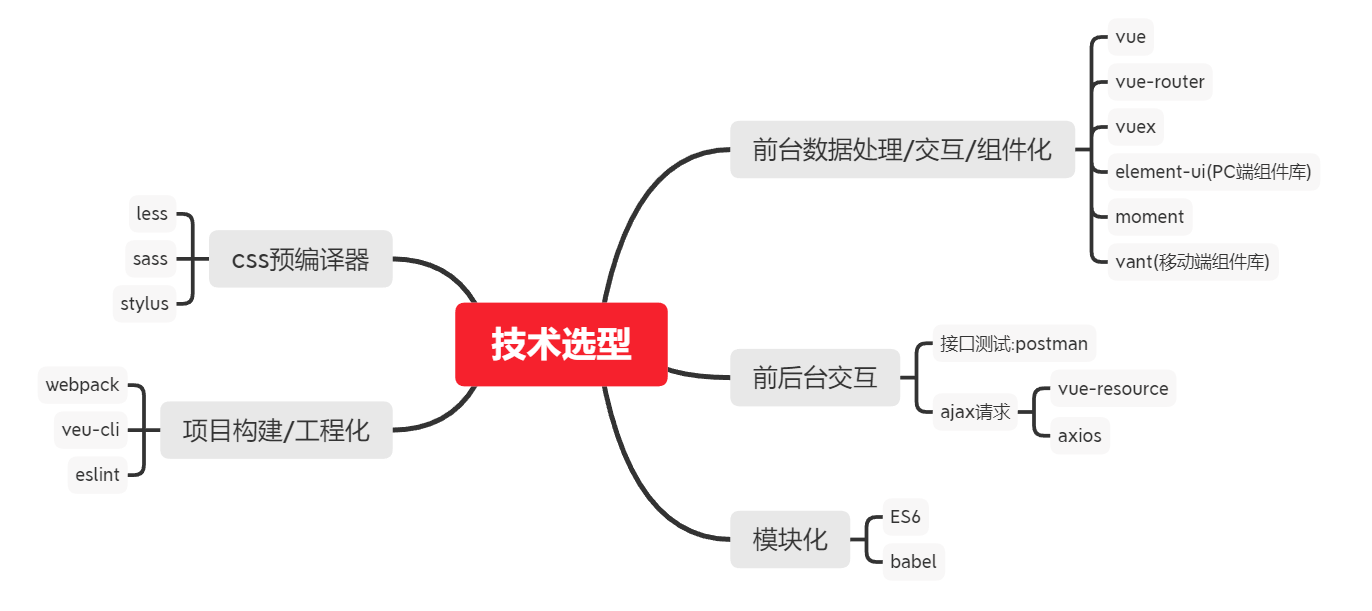 技术选型
前台数据处理/交互/组件化
vue
vue-router
vuex
element-ui(PC端组件库)
moment
vant(移动端组件库)
前后台交互
接口测试:postman
ajax请求
vue-resource
axios
模块化
ES6
babel
css预编译器
less
sass
stylus
项目构建/工程化
webpack
veu-cli
eslint